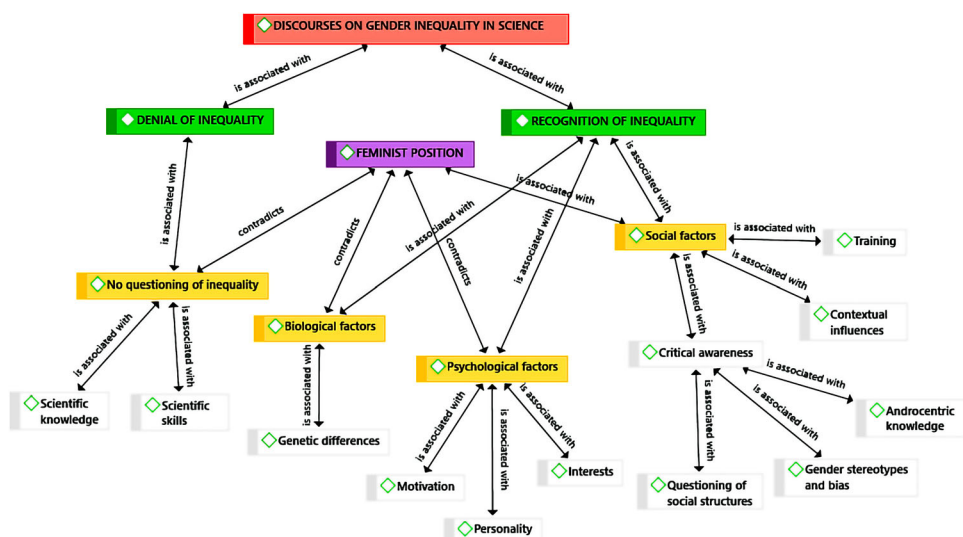 DISCOURSES ON GENDER INEQUALITY IN SCIENCE
is associated with
is associated with
DENIAL OF INEQUALITY
RECOGNITION OF INEQUALITY
FEMINIST POSITION
is associated with
contradicts
contradicts
contradicts
is associated with
is associated with
is associated with
is associated with
Social factors
is associated with
Training
No questioning of inequality
is associated with
is associated with
Contextual
influences
Biological factors
Psychological factors
Critical awareness
is associated with
is associated with
is associated with
is associated with
is associated with
is associated with
is associated with
is associated with
is associated with
is associated with
Scientific
knowledge
Scientific
skills
Androcentric
knowledge
Genetic differences
Motivation
Interests
Questioning of
social structures
Gender stereotypes
and bias
Personality